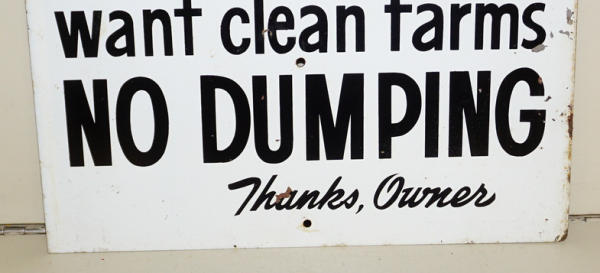 want clean farms
NO DUMPING
Thanks, Owner